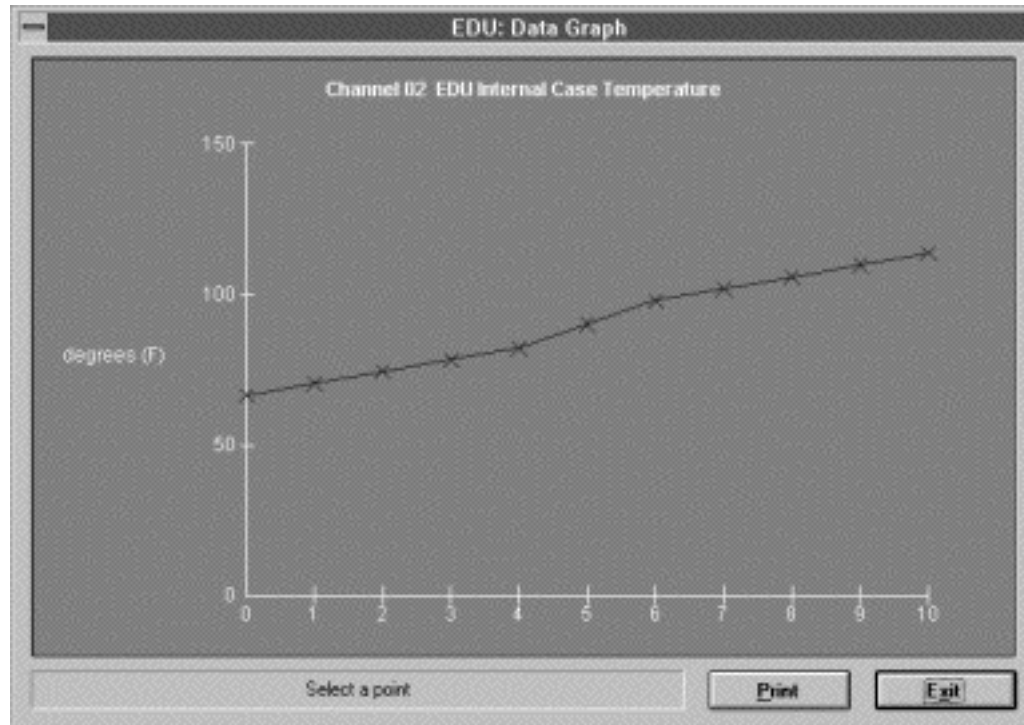 EDU: Data Graph
Channel 02 EDU Internal Case Temperature
150
100
degrees (F)
50
0
0 1 2 3 4 5 6 7 8 9 10
Select a point
Print
Exit